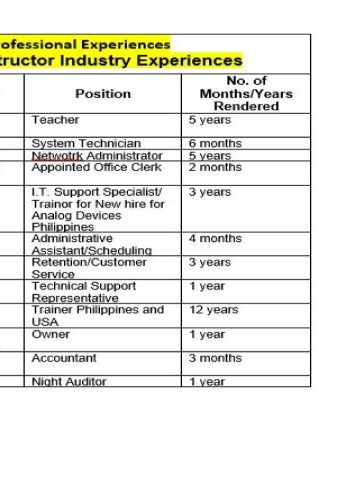 rofessional Experiences
tructor Industry Experiences
Position
No. of
Months/Years
Rendered
Teacher
5 years
System Technician
6 months
Netwotrk Administrator
5 years
Appointed Office Clerk
2 months
I.T. Support Specialist/
Trainor for New hire for
Analog Devices
Philippines
3 years
Administrative
Assistant/Scheduling
4 months
Retention/Customer
Service
3 years
Technical Support
Representative
1 year
Trainer Philippines and
USA
12 years
Owner
1 year
Accountant
3 months
Night Auditor
1 year